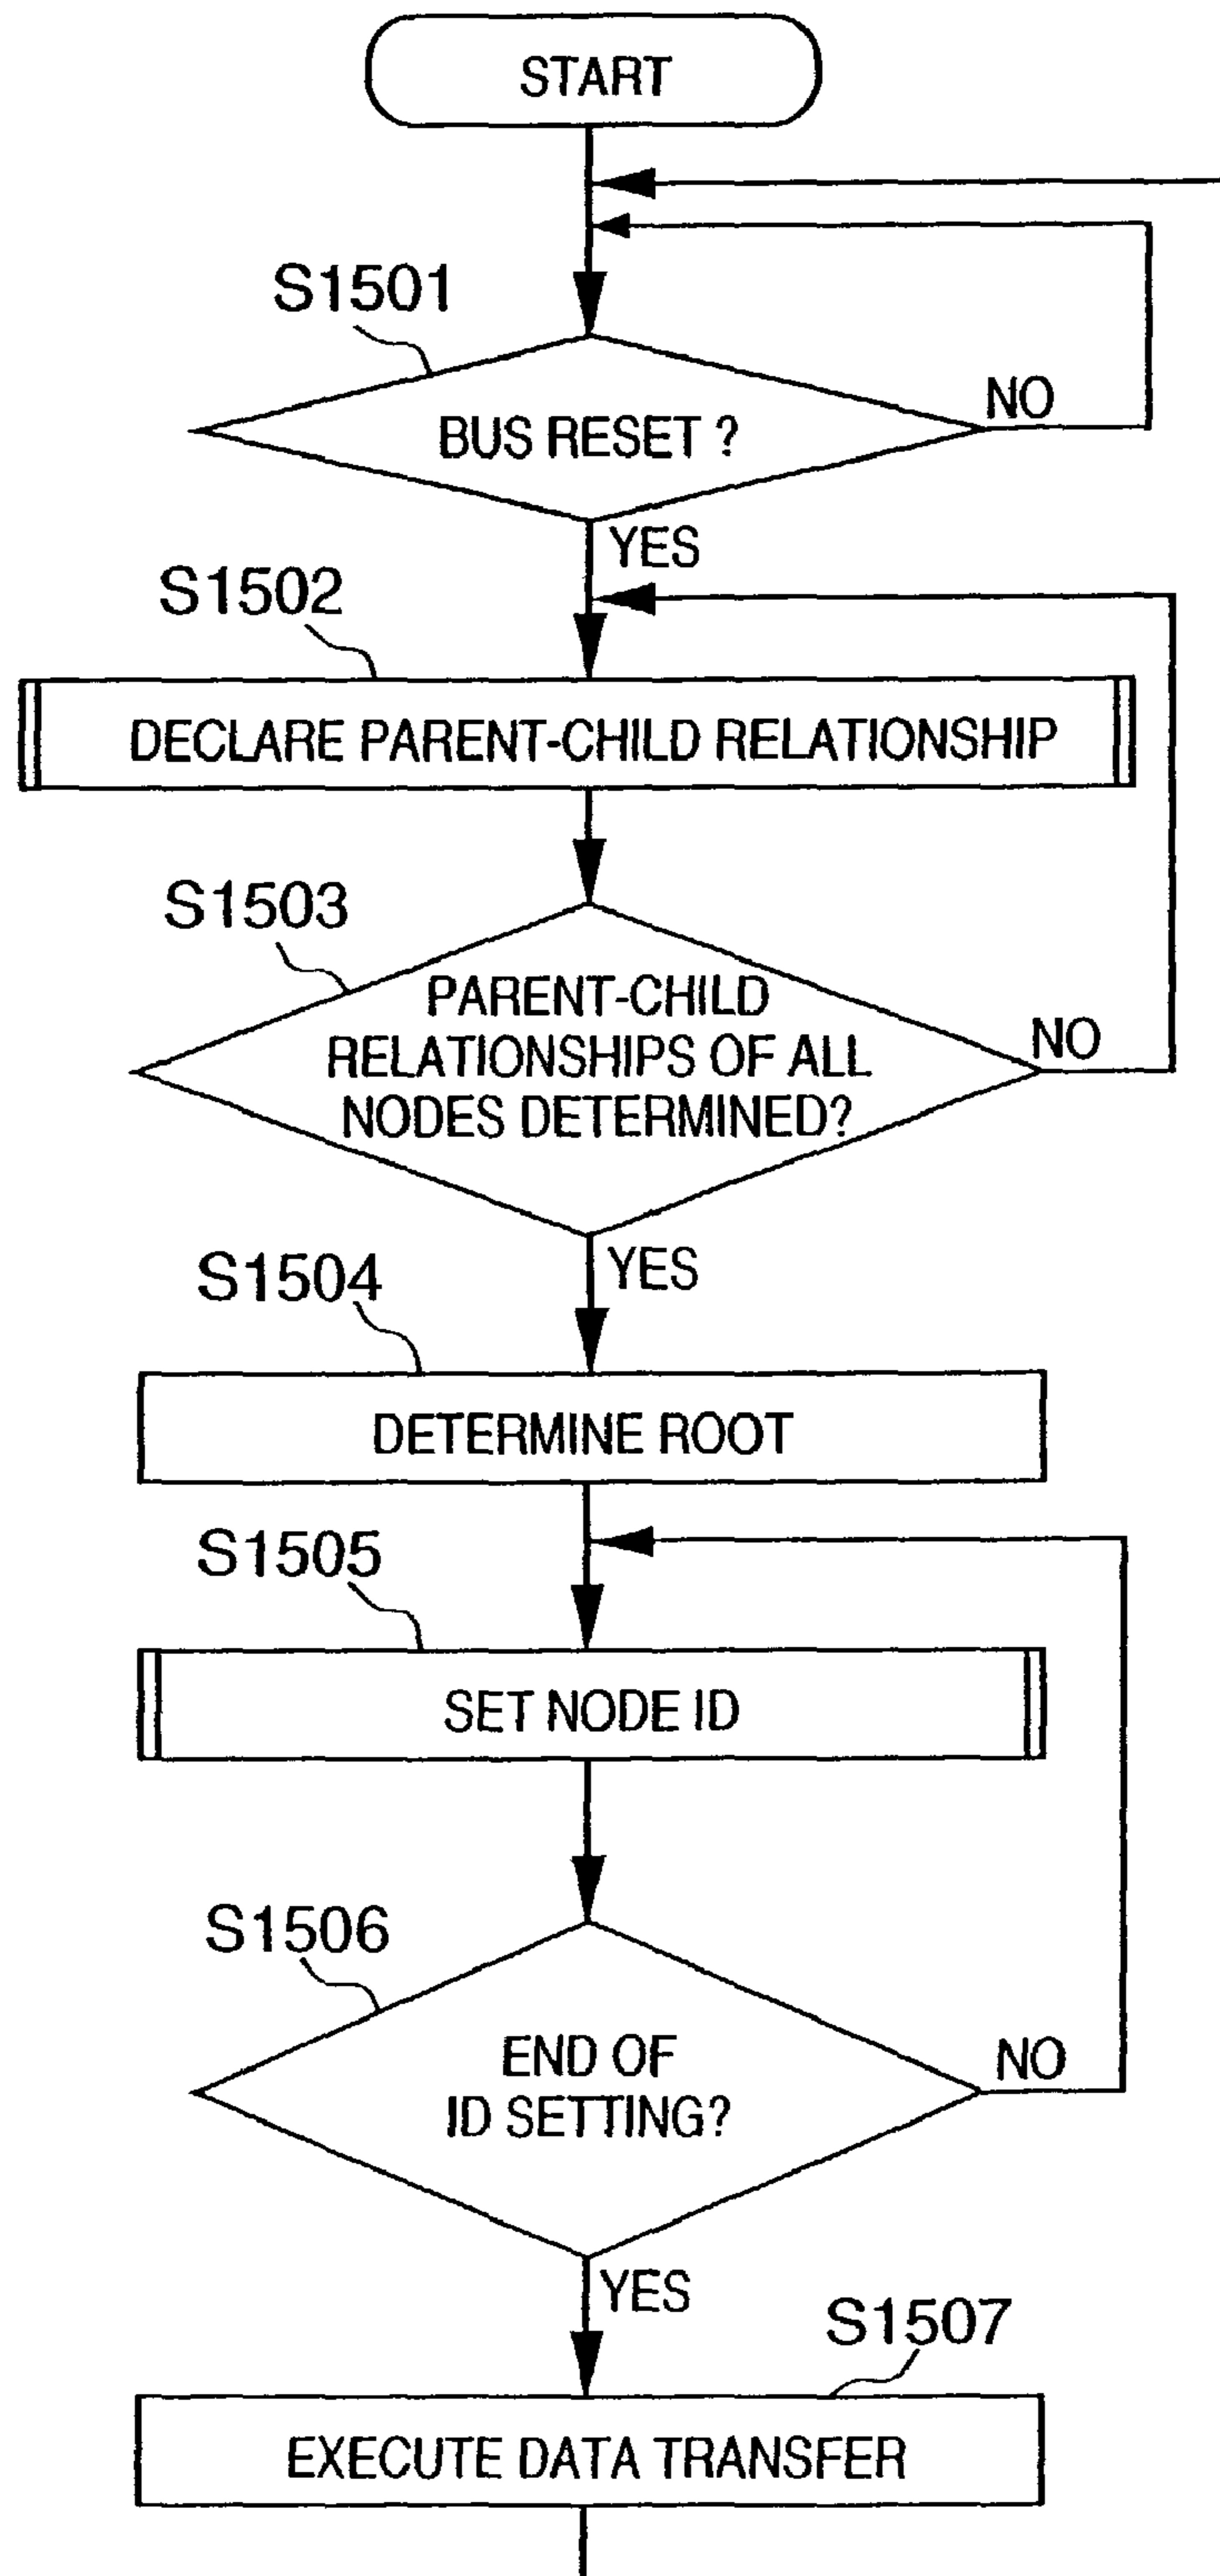 START
S1501
BUS RESET ?
NO
YES
S1502
DECLARE PARENT-CHILD RELATIONSHIP
S1503
PARENT-CHILD
RELATIONSHIPS OF ALL
NODES DETERMINED?
NO
YES
S1504
DETERMINE ROOT
S1505
SET NODE ID
S1506
END OF
ID SETTING?
NO
YES
S1507
EXECUTE DATA TRANSFER